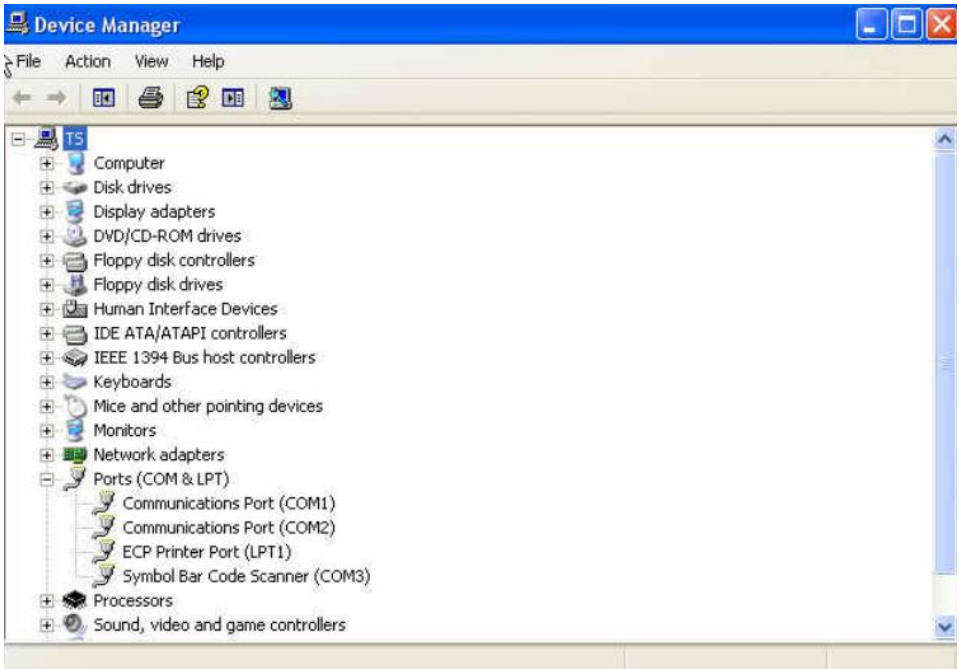 Device Manager
File Action View Help
TS
Computer
Disk drives
Display adapters
DVD/CD-ROM drives
Floppy disk controllers
Floppy disk drives
Human Interface Devices
IDE ATA/ATAPI controllers
IEEE 1394 Bus host controllers
Keyboards
Mice and other pointing devices
Monitors
Network adapters
Ports (COM & LPT)
Communications Port (COM1)
Communications Port (COM2)
ECP Printer Port (LPT1)
Symbol Bar Code Scanner (COM3)
Processors
Sound, video and game controllers